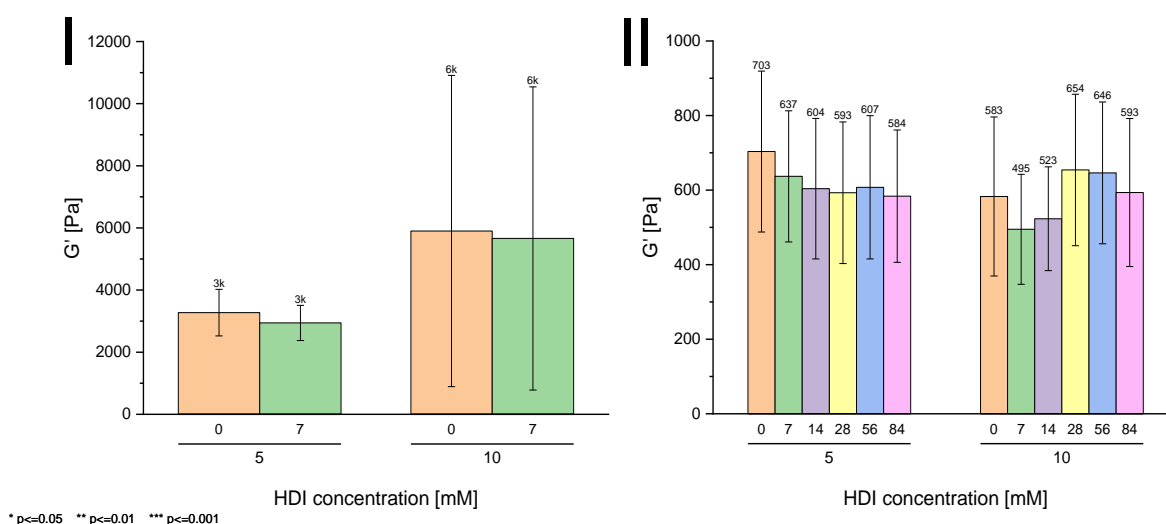 I
12000
10000
8000
6000
4000
2000
0
G' [Pa]
3k
3k
6k
6k
0 7 0 7
5 10
HDI concentration [mM]
II
1000
800
600
400
200
0
G' [Pa]
703
637
604
593
607
584
583
495
523
654
646
593
0 7 14 28 56 84 0 7 14 28 56 84
5 10
HDI concentration [mM]
* p<=0.05 ** p<=0.01 *** p<=0.001